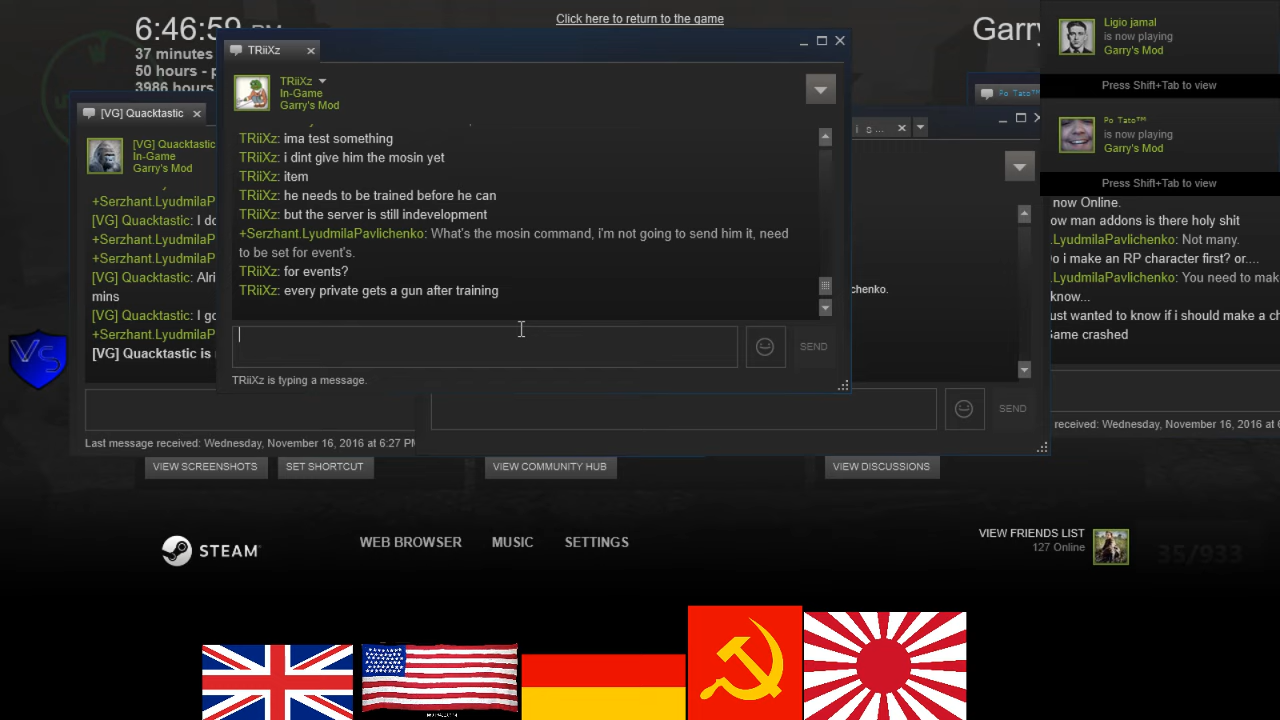 6:46:59 PM
37 minutes
50 hours - p
3986 hours
Click here to return to the game
Garry
Ligio jamal
is now playing
Garry's Mod
Press Shift+Tab to view
Po Tato™
is now playing
Garry's Mod
Press Shift+Tab to view
TRiiXz
TRiiXz
In-Game
Garry's Mod
TRiiXz: ima test something
TRiiXz: i dint give him the mosin yet
TRiiXz: item
TRiiXz: he needs to be trained before he can
TRiiXz: but the server is still indevelopment
+Serzhant.LyudmilaPavlichenko: What's the mosin command, i'm not going to send him it, need
to be set for event's.
TRiiXz: for events?
TRiiXz: every private gets a gun after training
SEND
TRiiXz is typing a message.
[VG] Quacktastic
[VG] Quacktastic
In-Game
Garry's Mod
+Serzhant.LyudmilaP
[VG] Quacktastic: I do
+Serzhant.LyudmilaP
+Serzhant.LyudmilaP
[VG] Quacktastic: Alri
mins
[VG] Quacktastic: I go
+Serzhant.LyudmilaP
[VG] Quacktastic is
Last message received: Wednesday, November 16, 2016 at 6:27 PM
i s ...
chenko.
SEND
Po Tato™
now Online.
ow man addons is there holy shit
.LyudmilaPavlichenko: Not many.
o i make an RP character first? or....
.LyudmilaPavlichenko: You need to mak
know...
ust wanted to know if i should make a ch
Game crashed
received: Wednesday, November 16, 2016 at 6
VS
VIEW SCREENSHOTS
SET SHORTCUT
VIEW COMMUNITY HUB
VIEW DISCUSSIONS
STEAM
WEB BROWSER
MUSIC
SETTINGS
VIEW FRIENDS LIST
127 Online
35/933